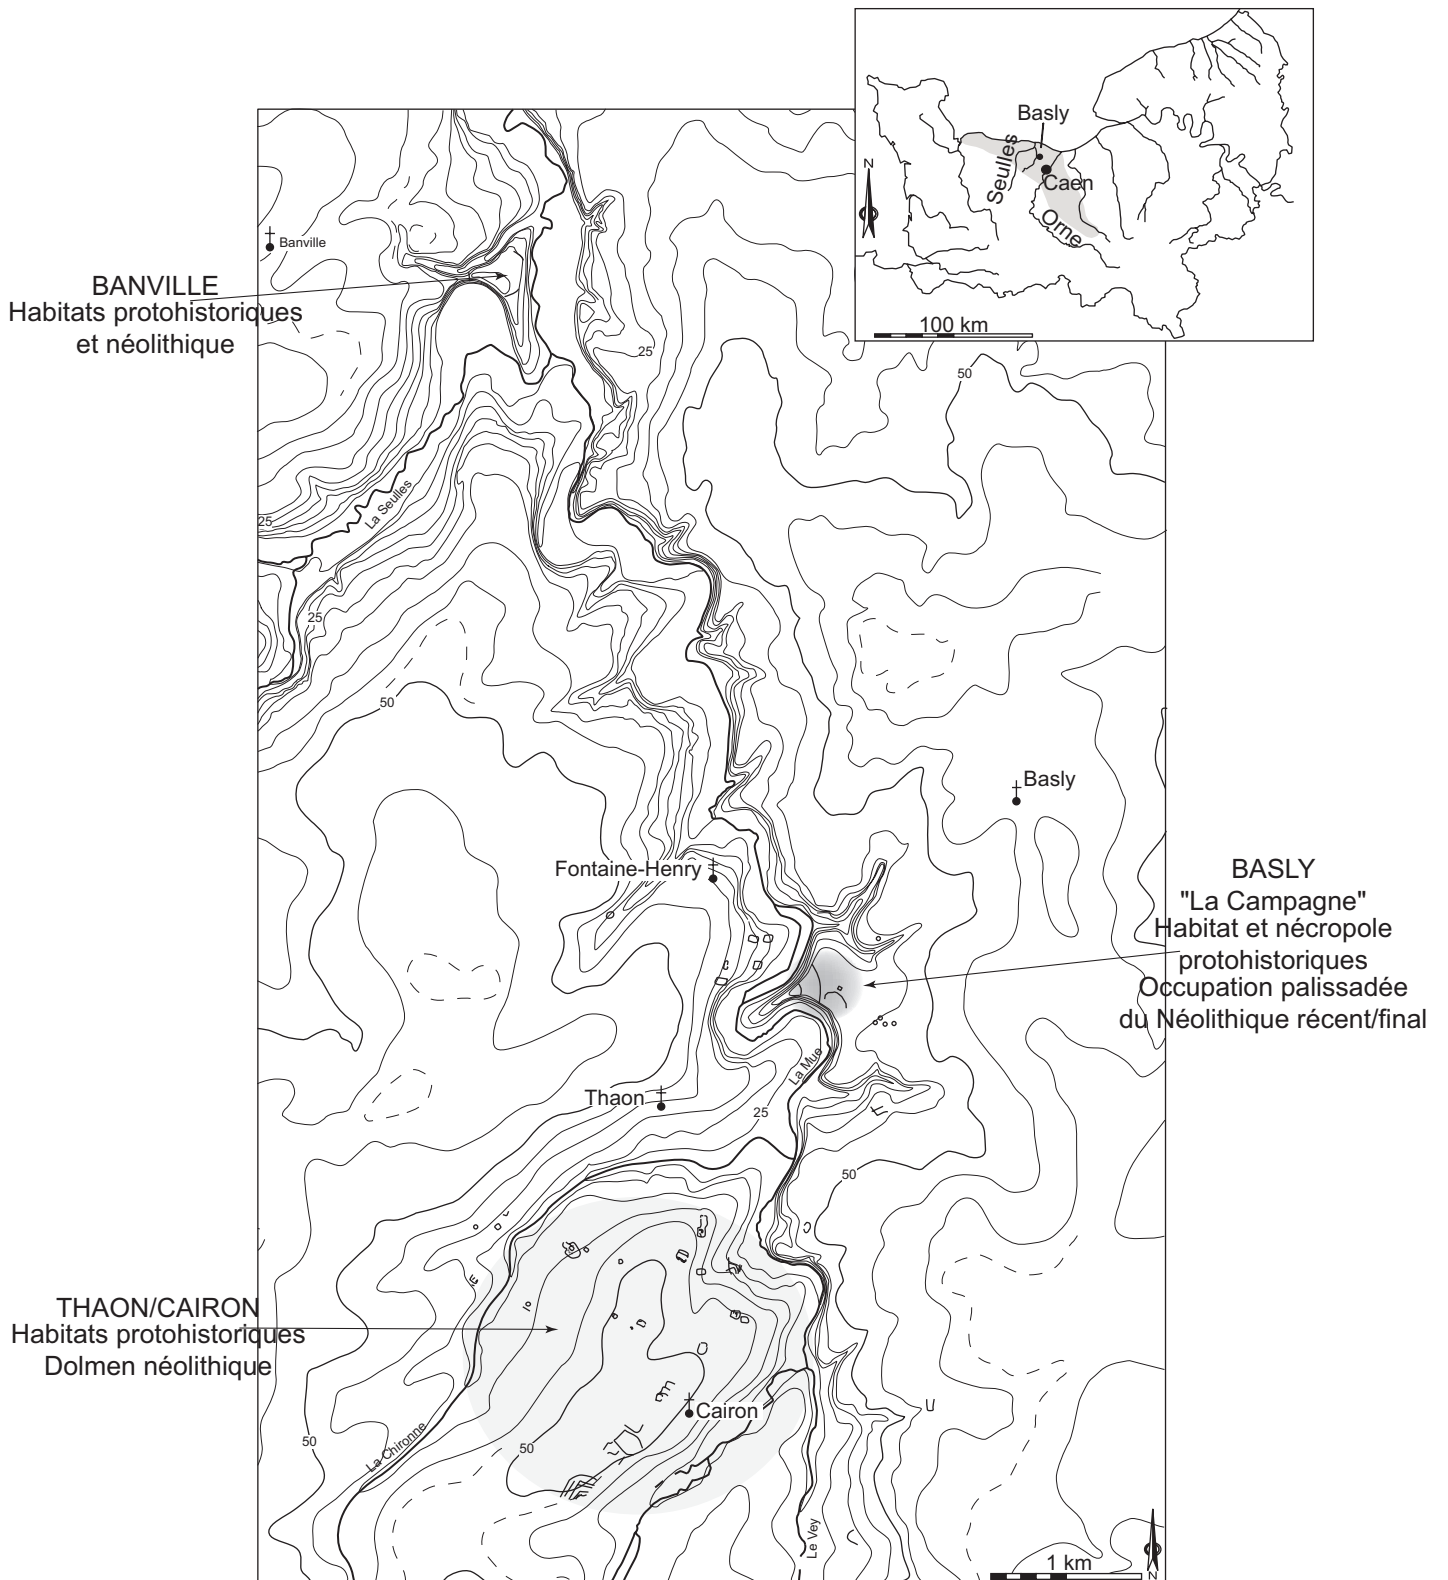 Basly
Seulles
Caen
Orne
N
100 km
Banville
BANVILLE
Habitats protohistoriques
et néolithique
25
50
La Seulles
25
25
50
Basly
Fontaine-Henry
BASLY
"La Campagne"
Habitat et nécropole
protohistoriques
Occupation palissadée
du Néolithique récent/final
La Mue
Thaon
25
50
THAON/CAIRON
Habitats protohistoriques
Dolmen néolithique
Cairon
50
La Chironne
50
Le Vey
1 km
N